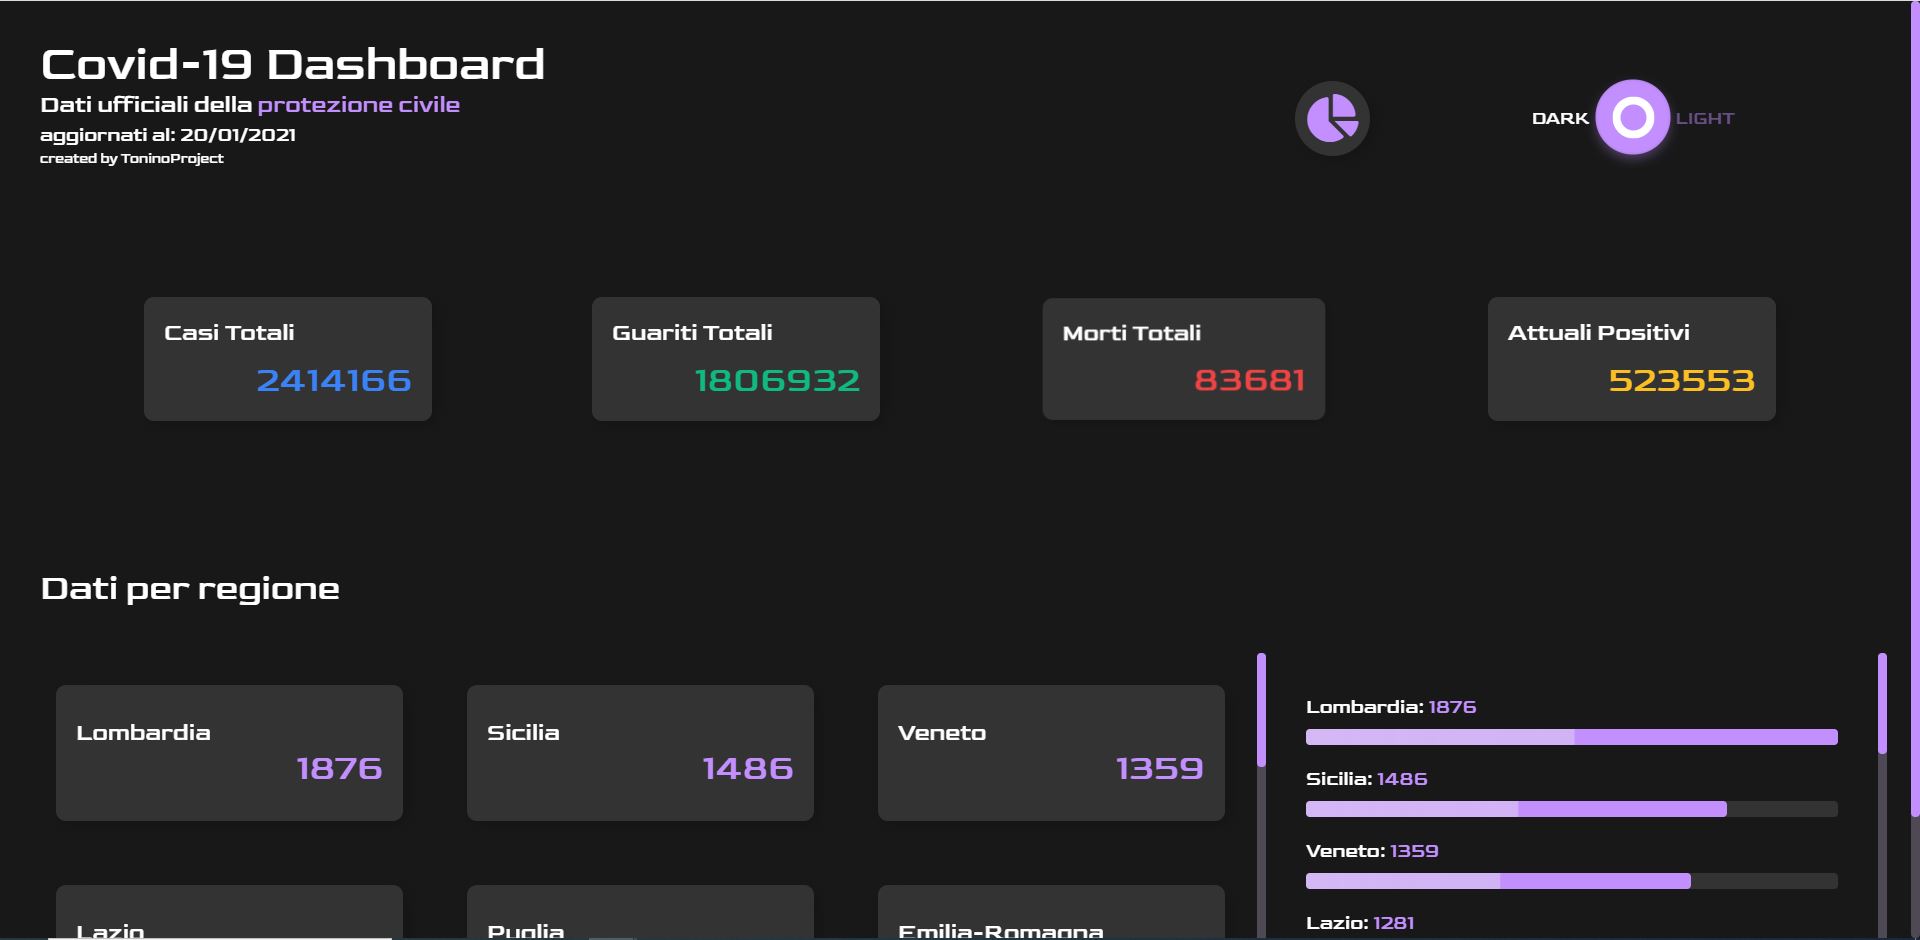 Covid-19 Dashboard
Dati ufficiali della protezione civile
aggiornati al: 20/01/2021
created by ToninoProject
DARK LIGHT
Casi Totali
2414166
Guariti Totali
1806932
Morti Totali
83681
Attuali Positivi
523553
Dati per regione
Lombardia
1876
Sicilia
1486
Veneto
1359
Lazio
Puglia
Emilia-Romagna
Lombardia: 1876
Sicilia: 1486
Veneto: 1359
Lazio: 1281